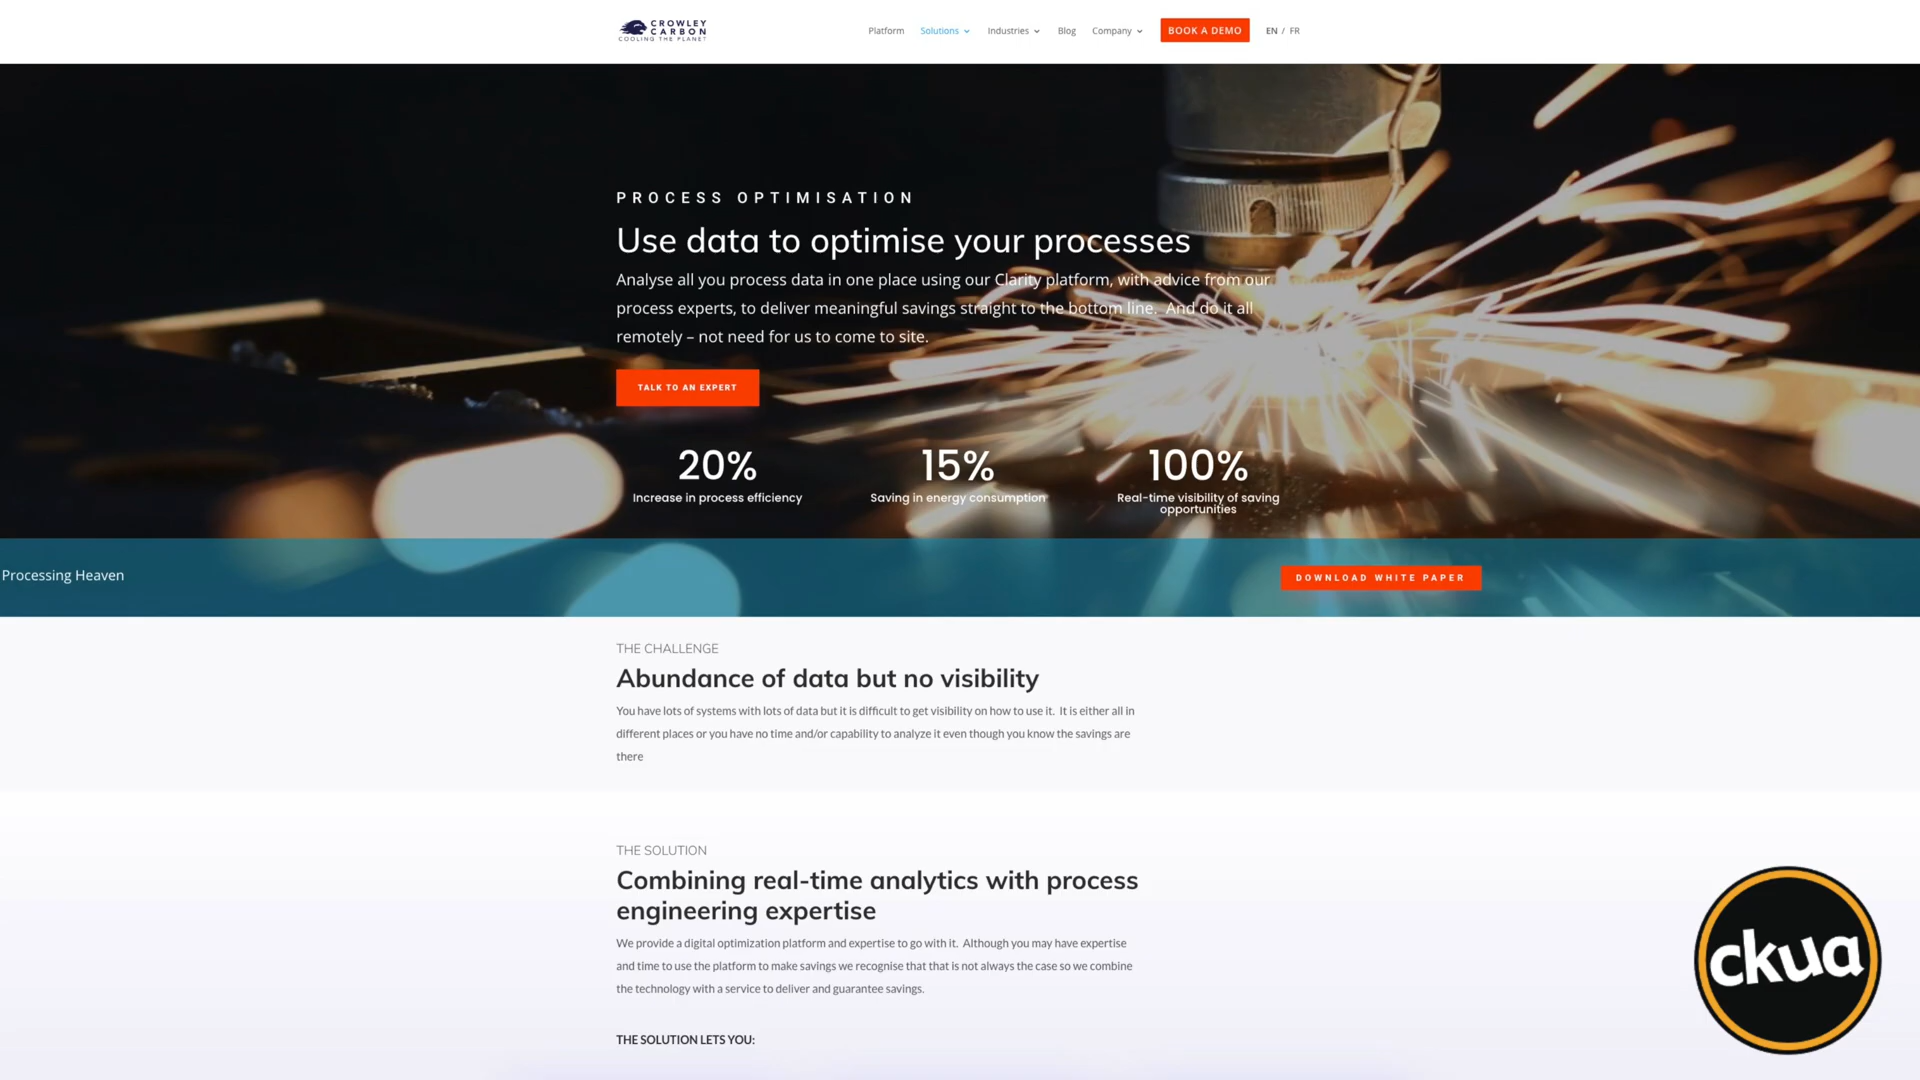 CROWLEY
CARBON
COOLING THE PLANET
Platform
Solutions
Industries
Blog
Company
BOOK A DEMO
EN / FR
PROCESS OPTIMISATION
Use data to optimise your processes
Analyse all you process data in one place using our Clarity platform, with advice from our
process experts, to deliver meaningful savings straight to the bottom line. And do it all
remotely – not need for us to come to site.
TALK TO AN EXPERT
20%
Increase in process efficiency
15%
Saving in energy consumption
100%
Real-time visibility of saving
opportunities
Processing Heaven
DOWNLOAD WHITE PAPER
THE CHALLENGE
Abundance of data but no visibility
You have lots of systems with lots of data but it is difficult to get visibility on how to use it. It is either all in
different places or you have no time and/or capability to analyze it even though you know the savings are
there
THE SOLUTION
Combining real-time analytics with process
engineering expertise
We provide a digital optimization platform and expertise to go with it. Although you may have expertise
and time to use the platform to make savings we recognise that that is not always the case so we combine
the technology with a service to deliver and guarantee savings.
THE SOLUTION LETS YOU:
ckua